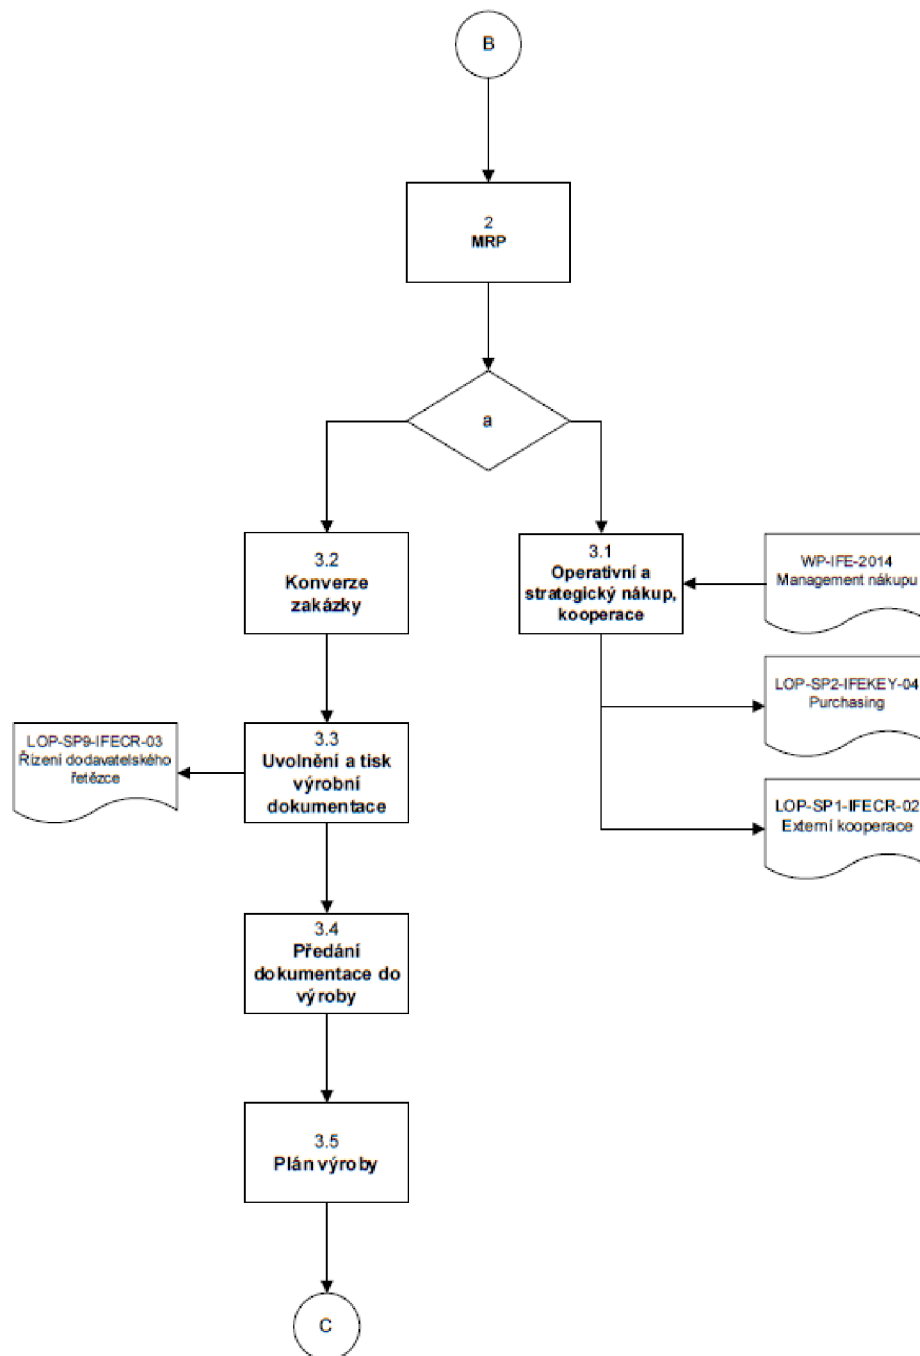 B
2
MRP
a
3.2
Konverze
zakázky
3.1
Operativní a
strategický nákup,
kooperace
WP-IFE-2014
Management nákupu
LOP-SP2-IFEKEY-04
Purchasing
LOP-SP9-IFECR-03
Řízení dodavatelského
řetězce
3.3
Uvolnění a tisk
výrobní
dokumentace
LOP-SP1-IFECR-02
Externí kooperace
3.4
Předání
dokumentace do
výroby
3.5
Plán výroby
C